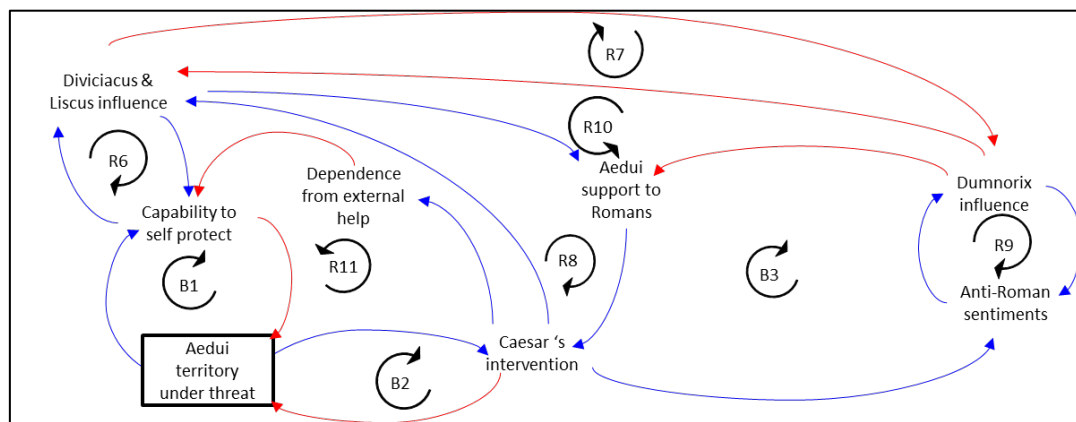 R7
Diviciacus &
Liscus influence
R10
R6
Aedui
support to
Romans
Dependence
from external
help
Dumnorix
influence
Capability to
self protect
R9
R11
R8
B3
B1
Anti-Roman
sentiments
Aedui
territory
under threat
Caesar ‘s
intervention
B2